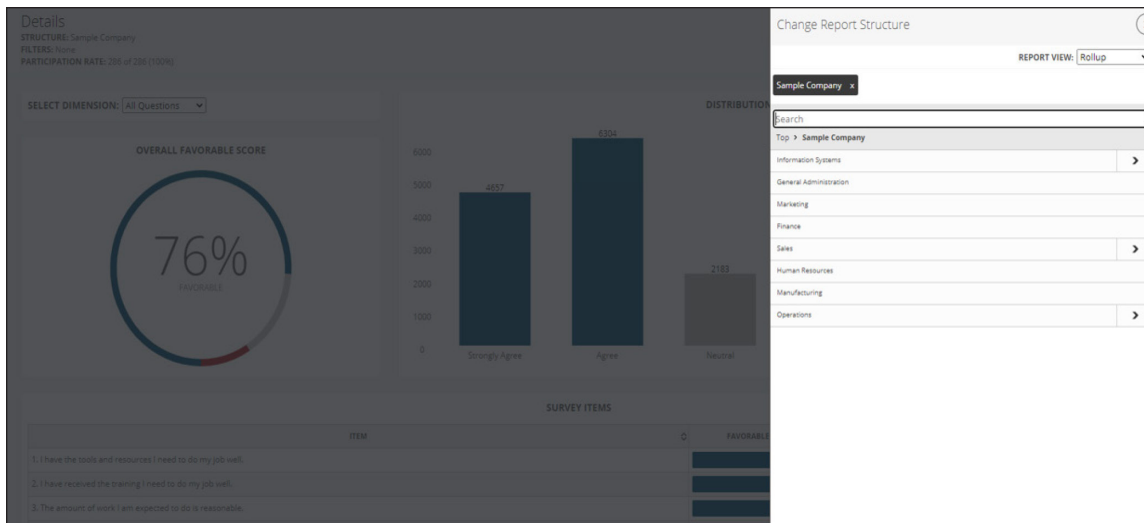 Details
STRUCTURE: Sample Company
FILTERS: None
PARTICIPATION RATE: 286 of 286 (100%)
SELECT DIMENSION: All Questions
OVERALL FAVORABLE SCORE
76%
FAVORABLE
DISTRIBUTION
6000
5000
4000
3000
2000
1000
0
4657
6304
2183
Strongly Agree
Agree
Neutral
SURVEY ITEMS
ITEM
FAVORABLE
1. I have the tools and resources I need to do my job well.
2. I have received the training I need to do my job well.
3. The amount of work I am expected to do is reasonable.
Change Report Structure
REPORT VIEW: Rollup
Sample Company x
Search
Top > Sample Company
Information Systems
General Administration
Marketing
Finance
Sales
Human Resources
Manufacturing
Operations